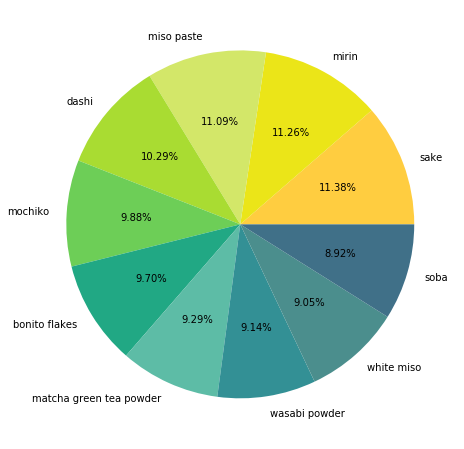 miso paste
mirin
dashi
11.09%
11.26%
10.29%
sake
11.38%
mochiko
9.88%
8.92%
soba
9.70%
9.05%
bonito flakes
9.29%
9.14%
white miso
matcha green tea powder
wasabi powder